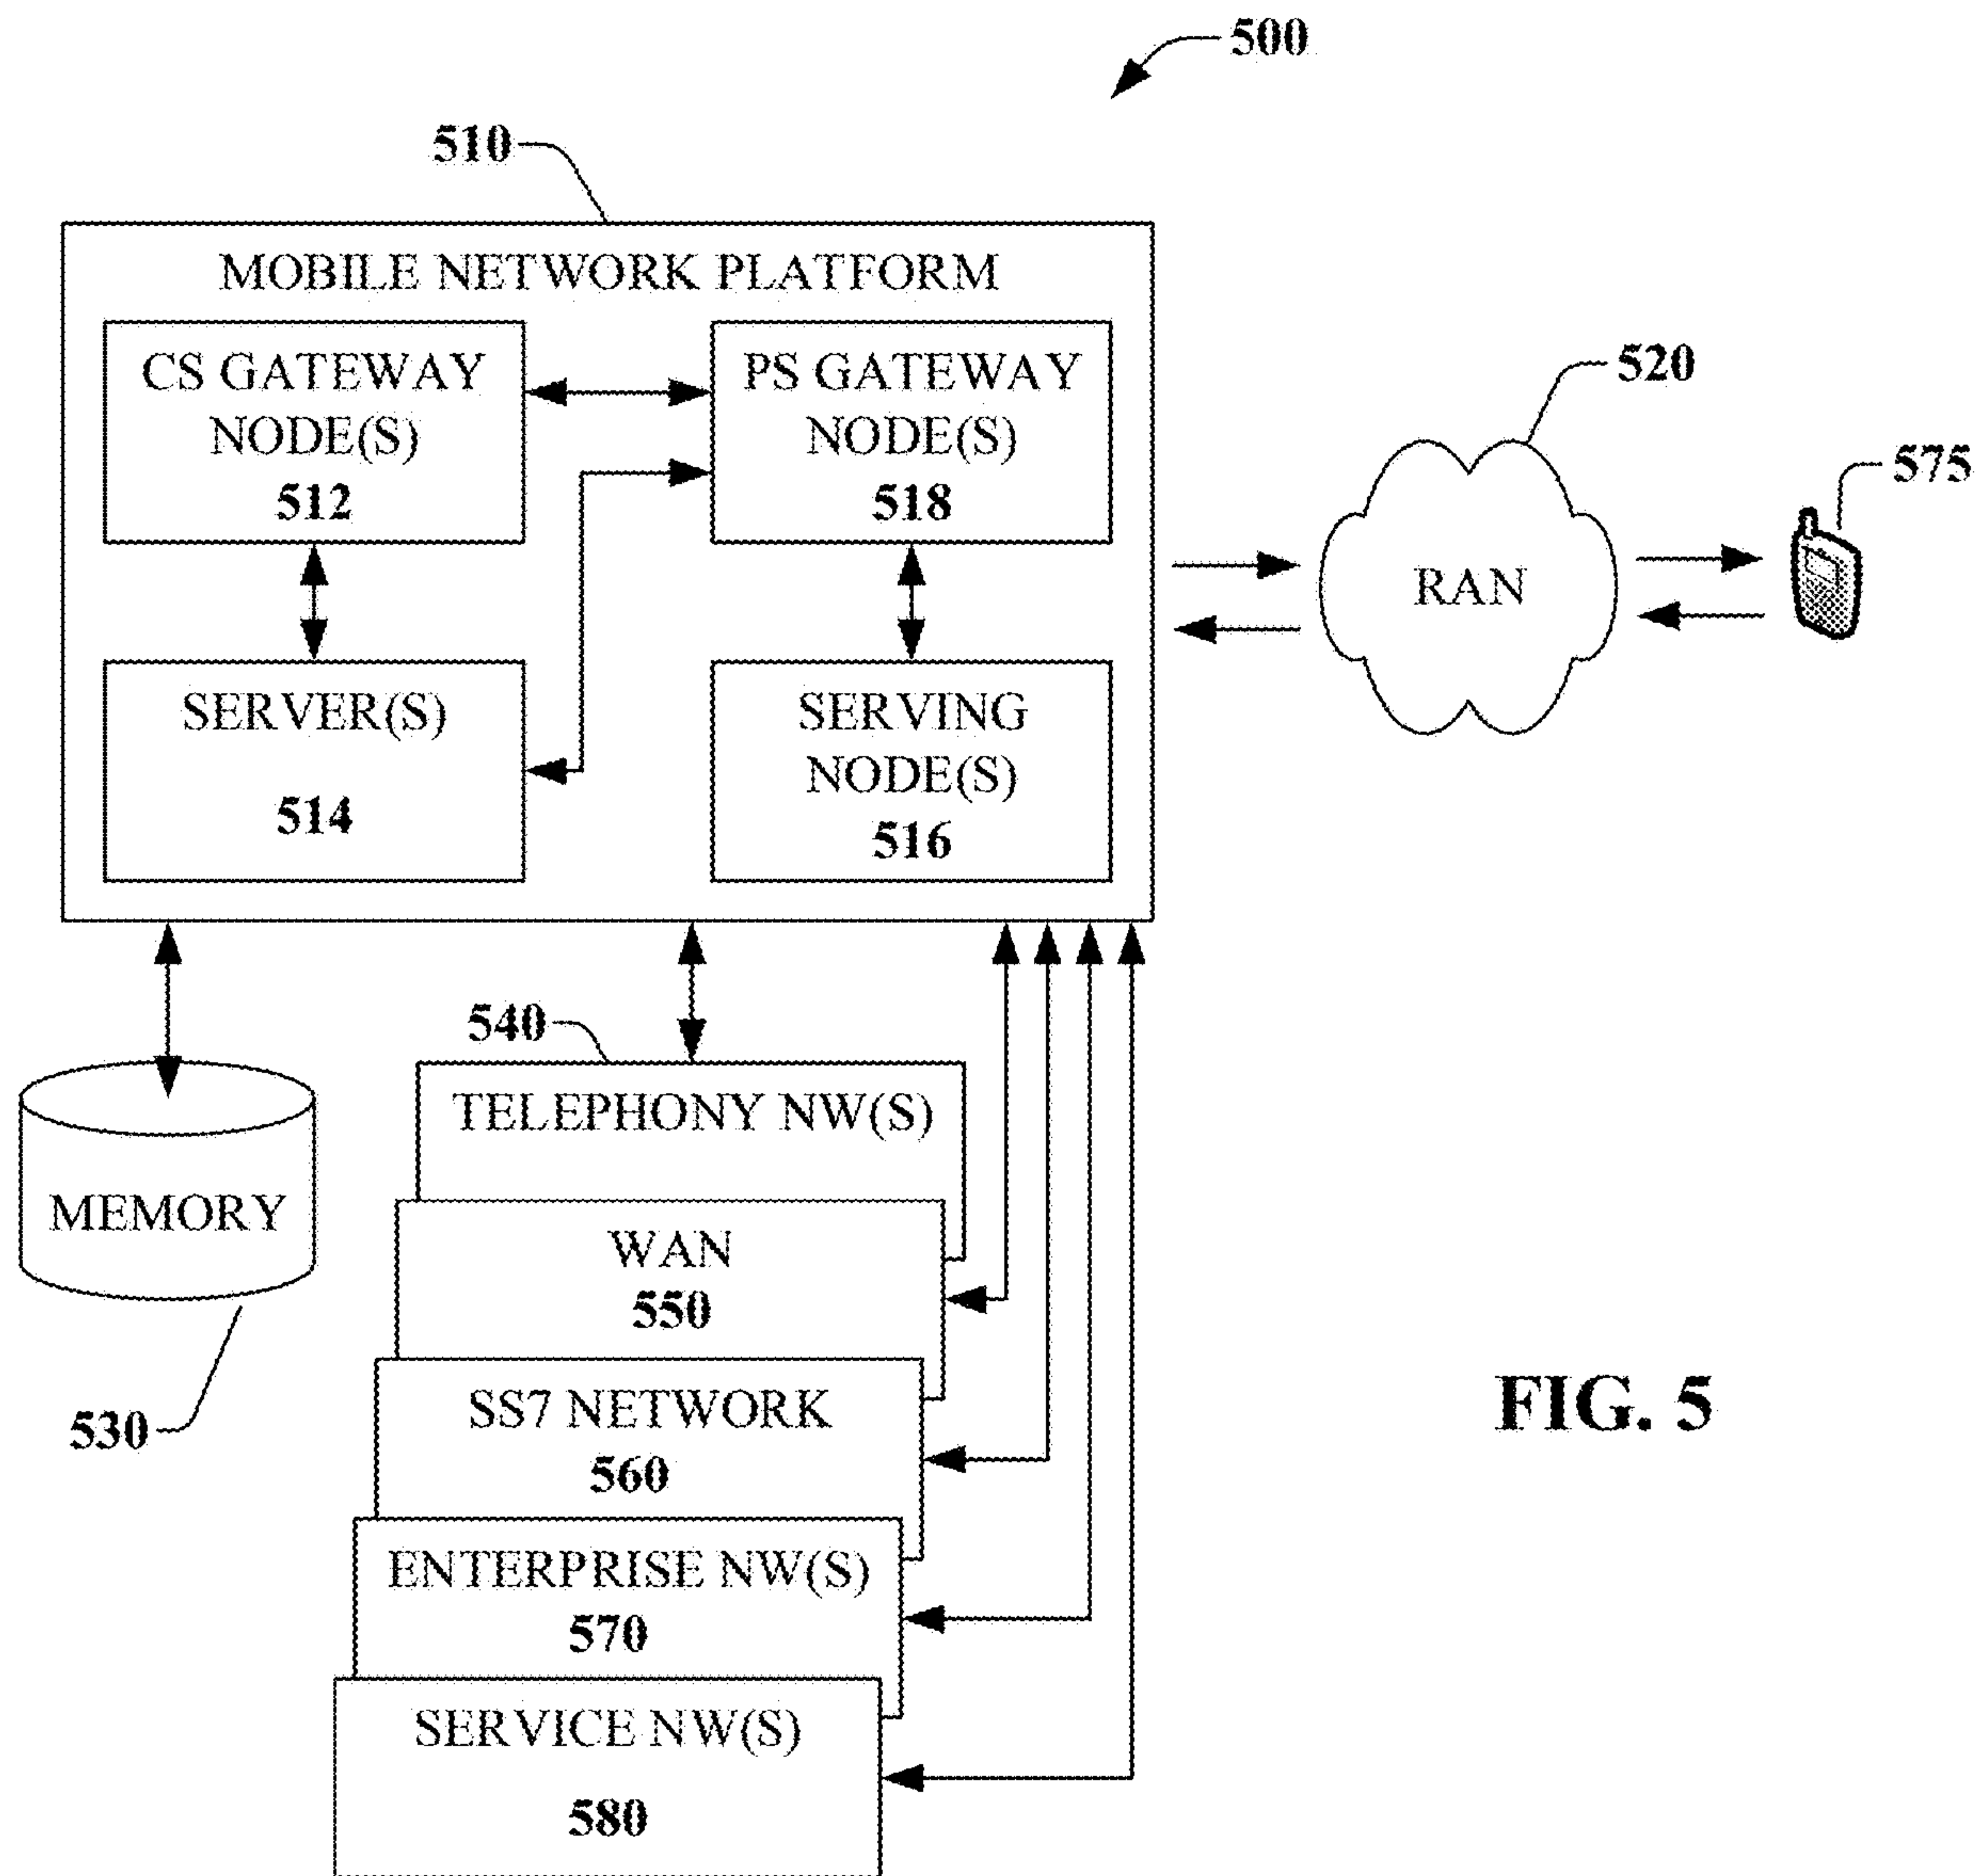 500
510
MOBILE NETWORK PLATFORM
CS GATEWAY
NODE(S)
512
PS GATEWAY
NODE(S)
518
SERVER(S)
514
SERVING
NODE(S)
516
520
RAN
575
540
TELEPHONY NW(S)
MEMORY
530
WAN
550
SS7 NETWORK
560
ENTERPRISE NW(S)
570
SERVICE NW(S)
580
FIG. 5